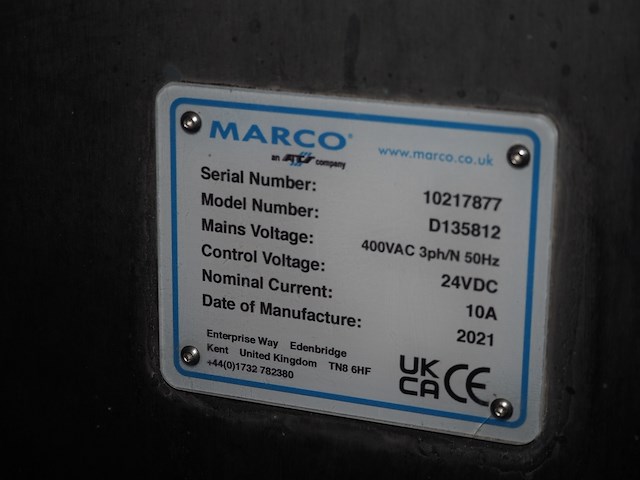 MARCO®
an ATS company
www.marco.co.uk
Serial Number: 10217877
Model Number: D135812
Mains Voltage: 400VAC 3ph/N 50Hz
Control Voltage: 24VDC
Nominal Current: 10A
Date of Manufacture: 2021
Enterprise Way Edenbridge
Kent United Kingdom TN8 6HF
+44(0)1732 782380
UK
CA CE